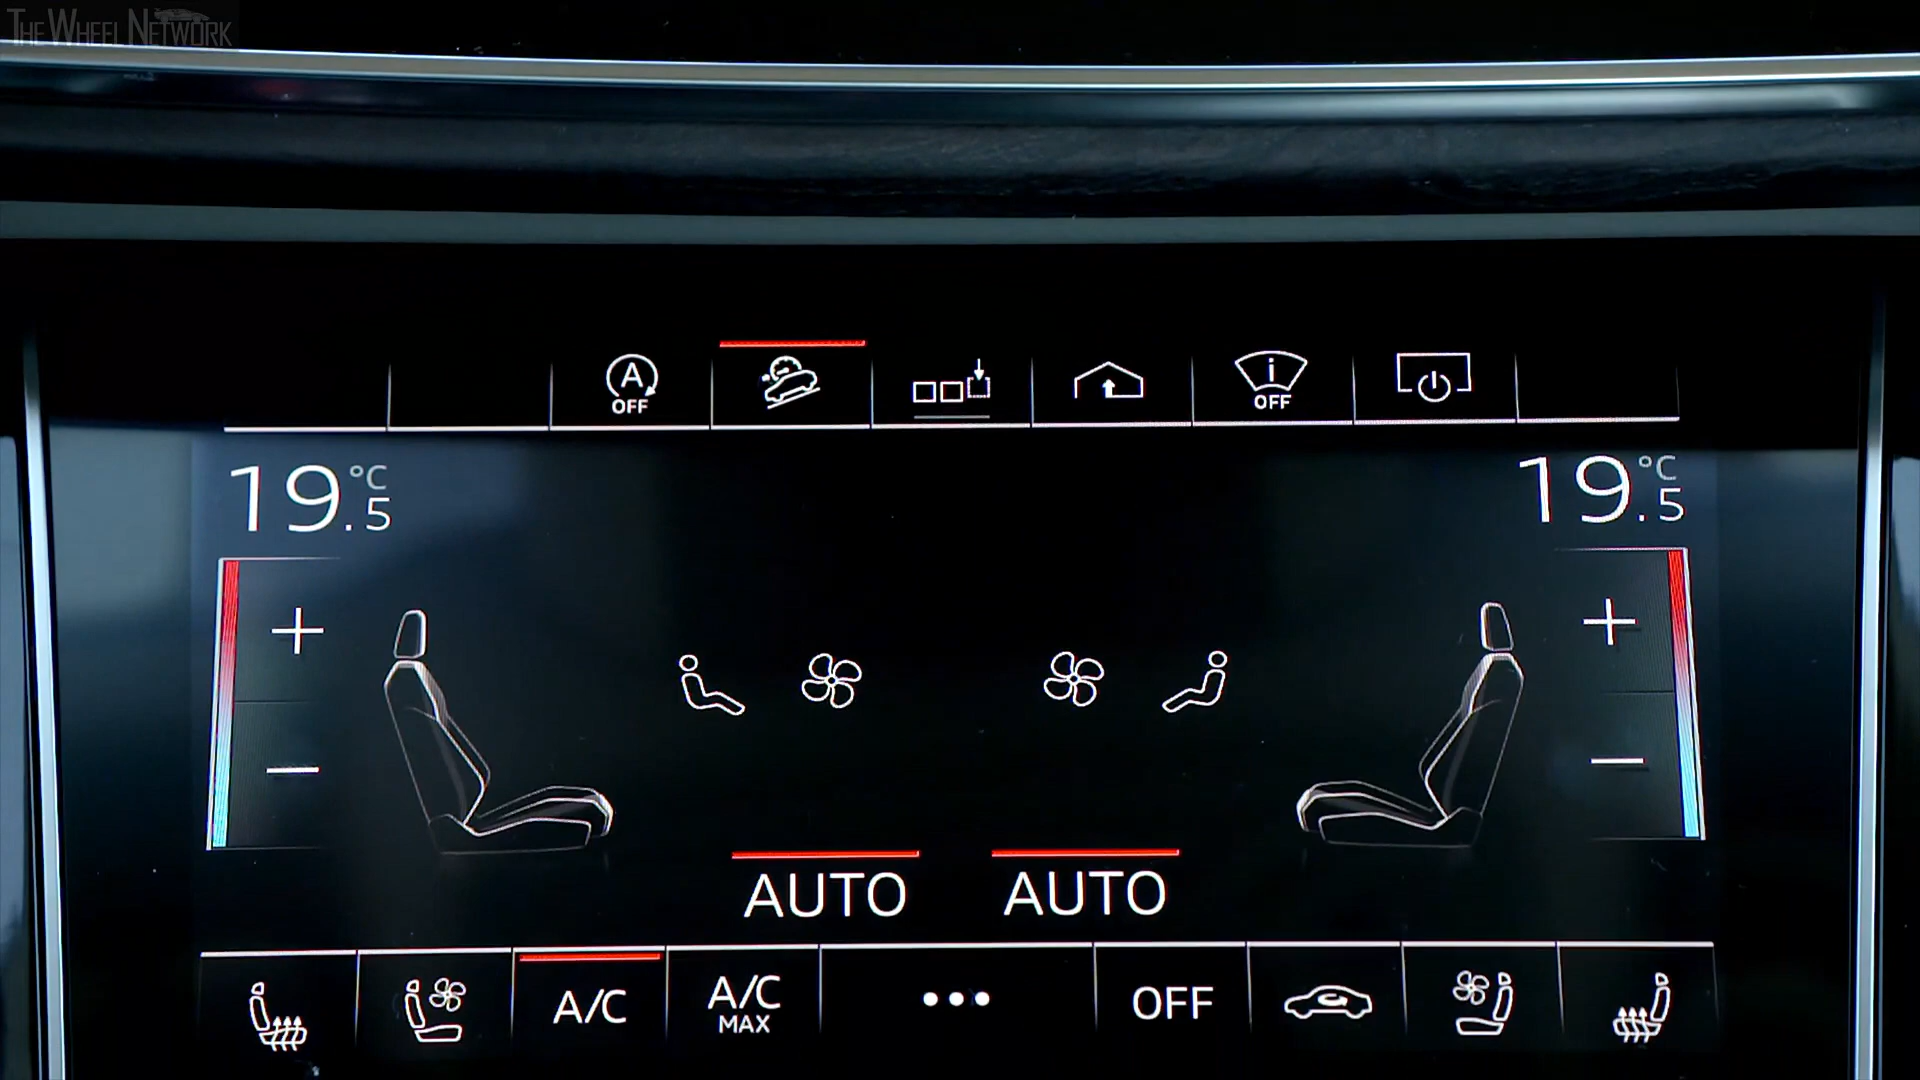 THE WHEEL NETWORK
A
OFF
i
OFF
19.5 °C
19.5 °C
AUTO AUTO
A/C
A/C
MAX
OFF